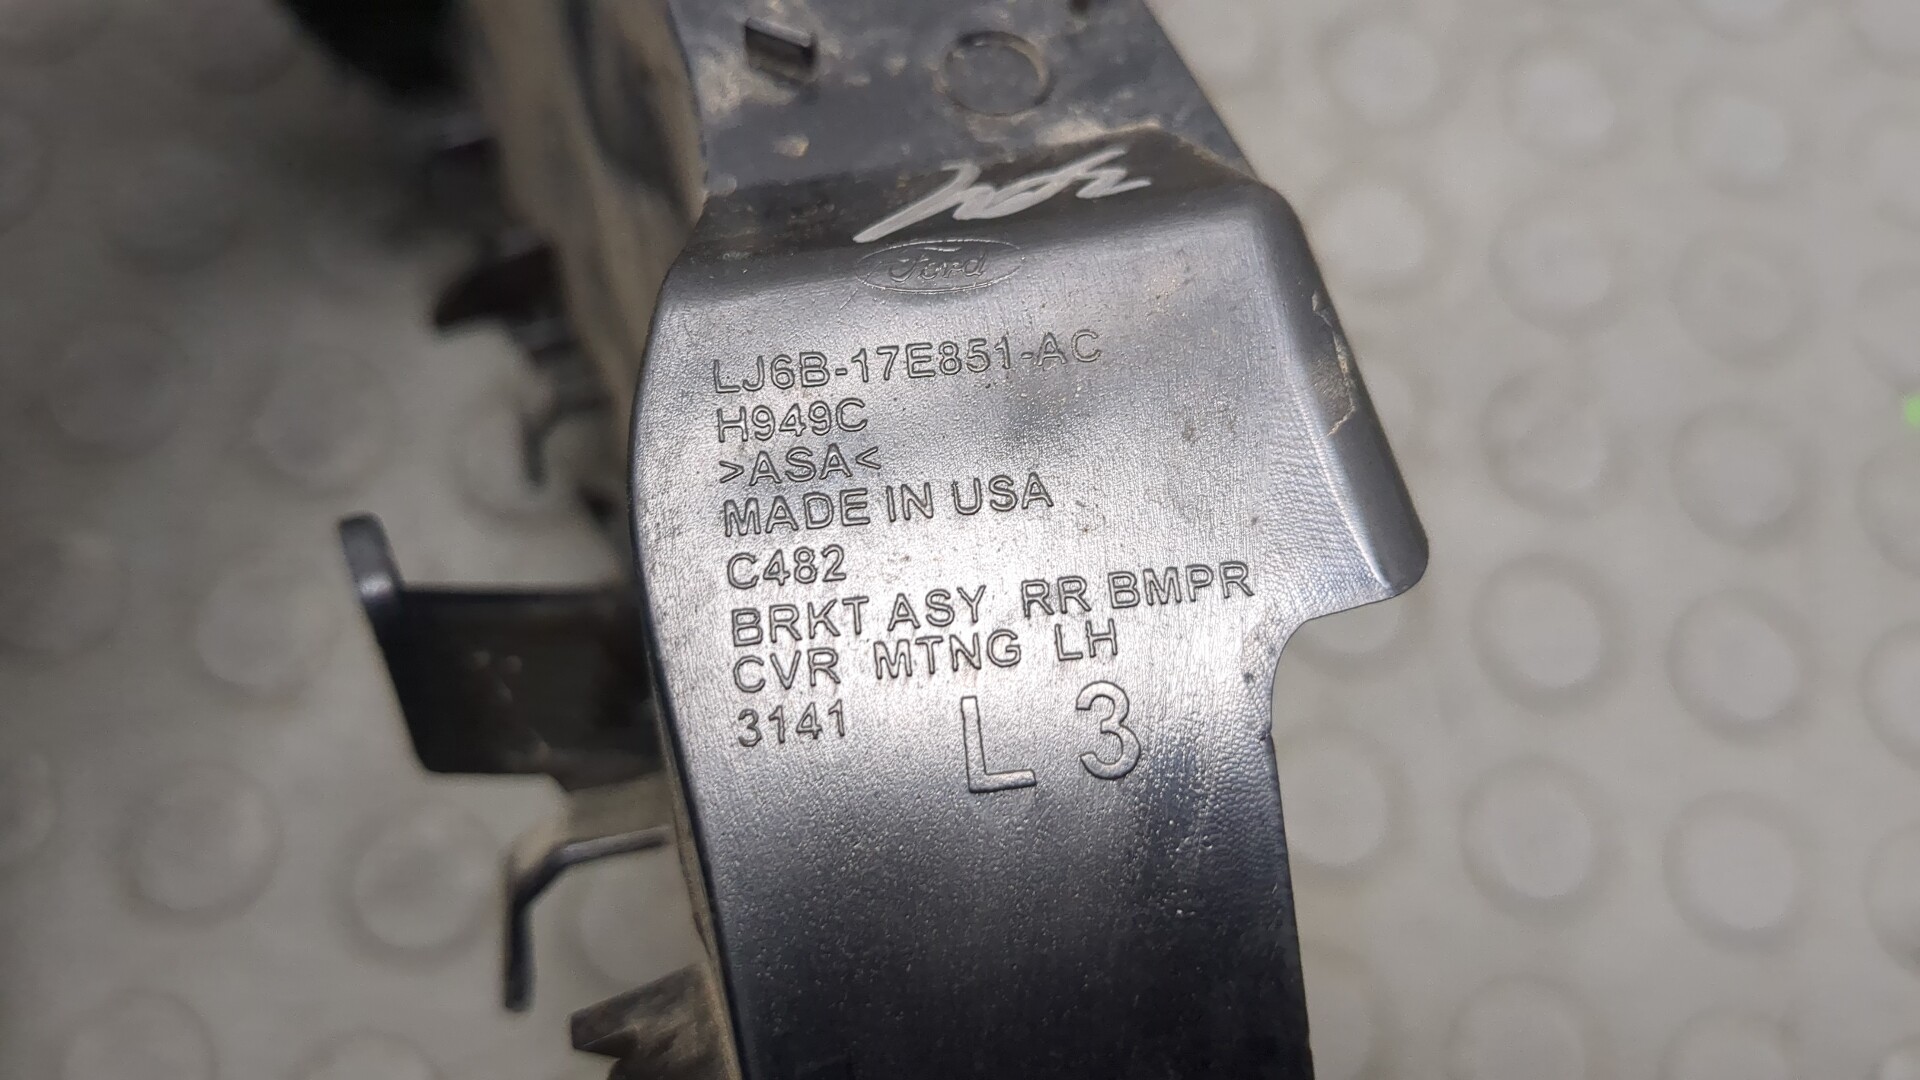 Ford
LJ6B-17E851-AC
H949C
>ASA<
MADE IN USA
C482
BRKT ASY RR BMPR
CVR MTNG LH
3141
L 3